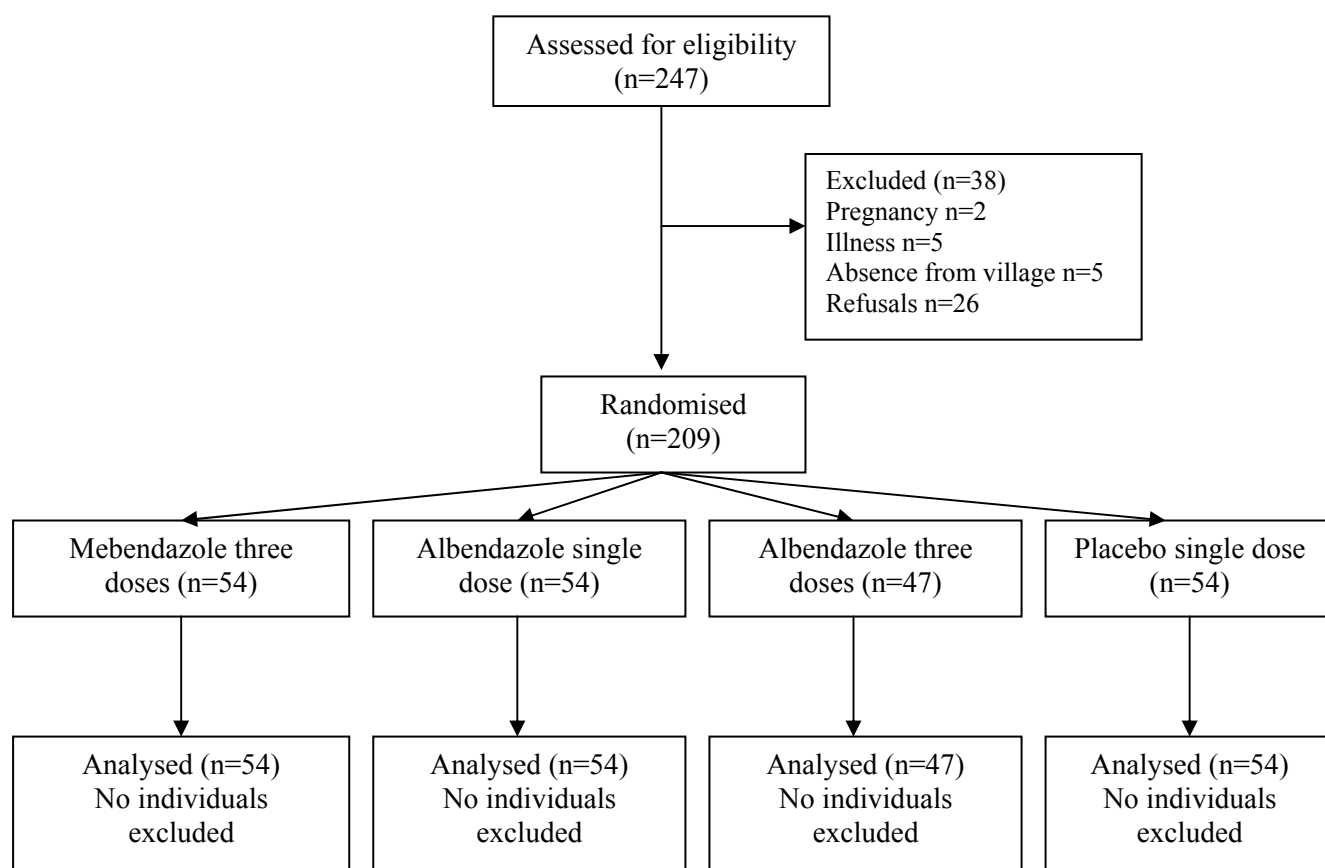 Assessed for eligibility
(n=247)
Excluded (n=38)
Pregnancy n=2
Illness n=5
Absence from village n=5
Refusals n=26
Randomised
(n=209)
Mebendazole three
doses (n=54)
Albendazole single
dose (n=54)
Albendazole three
doses (n=47)
Placebo single dose
(n=54)
Analysed (n=54)
No individuals
excluded
Analysed (n=54)
No individuals
excluded
Analysed (n=47)
No individuals
excluded
Analysed (n=54)
No individuals
excluded